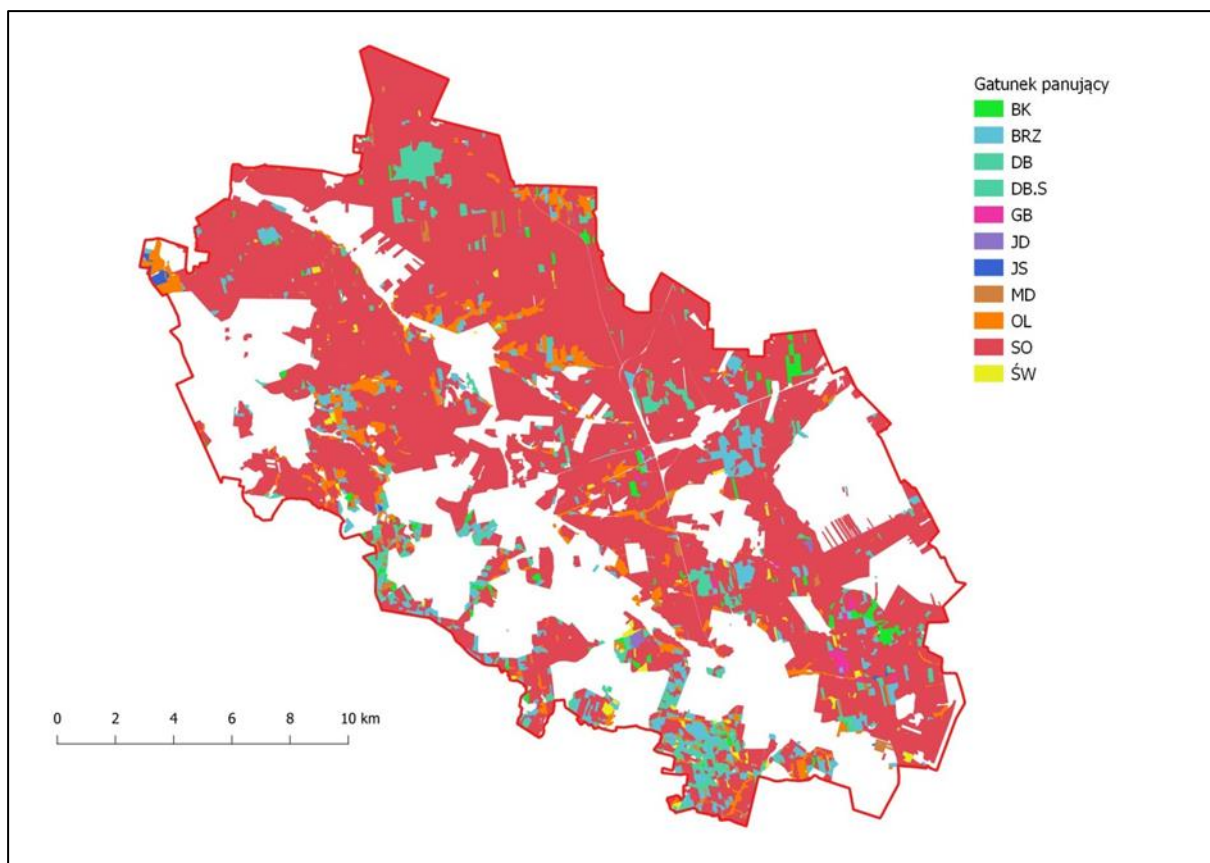 Gatunek panujący
BK
BRZ
DB
DB.S
GB
JD
JS
MD
OL
SO
ŚW
0 2 4 6 8 10 km